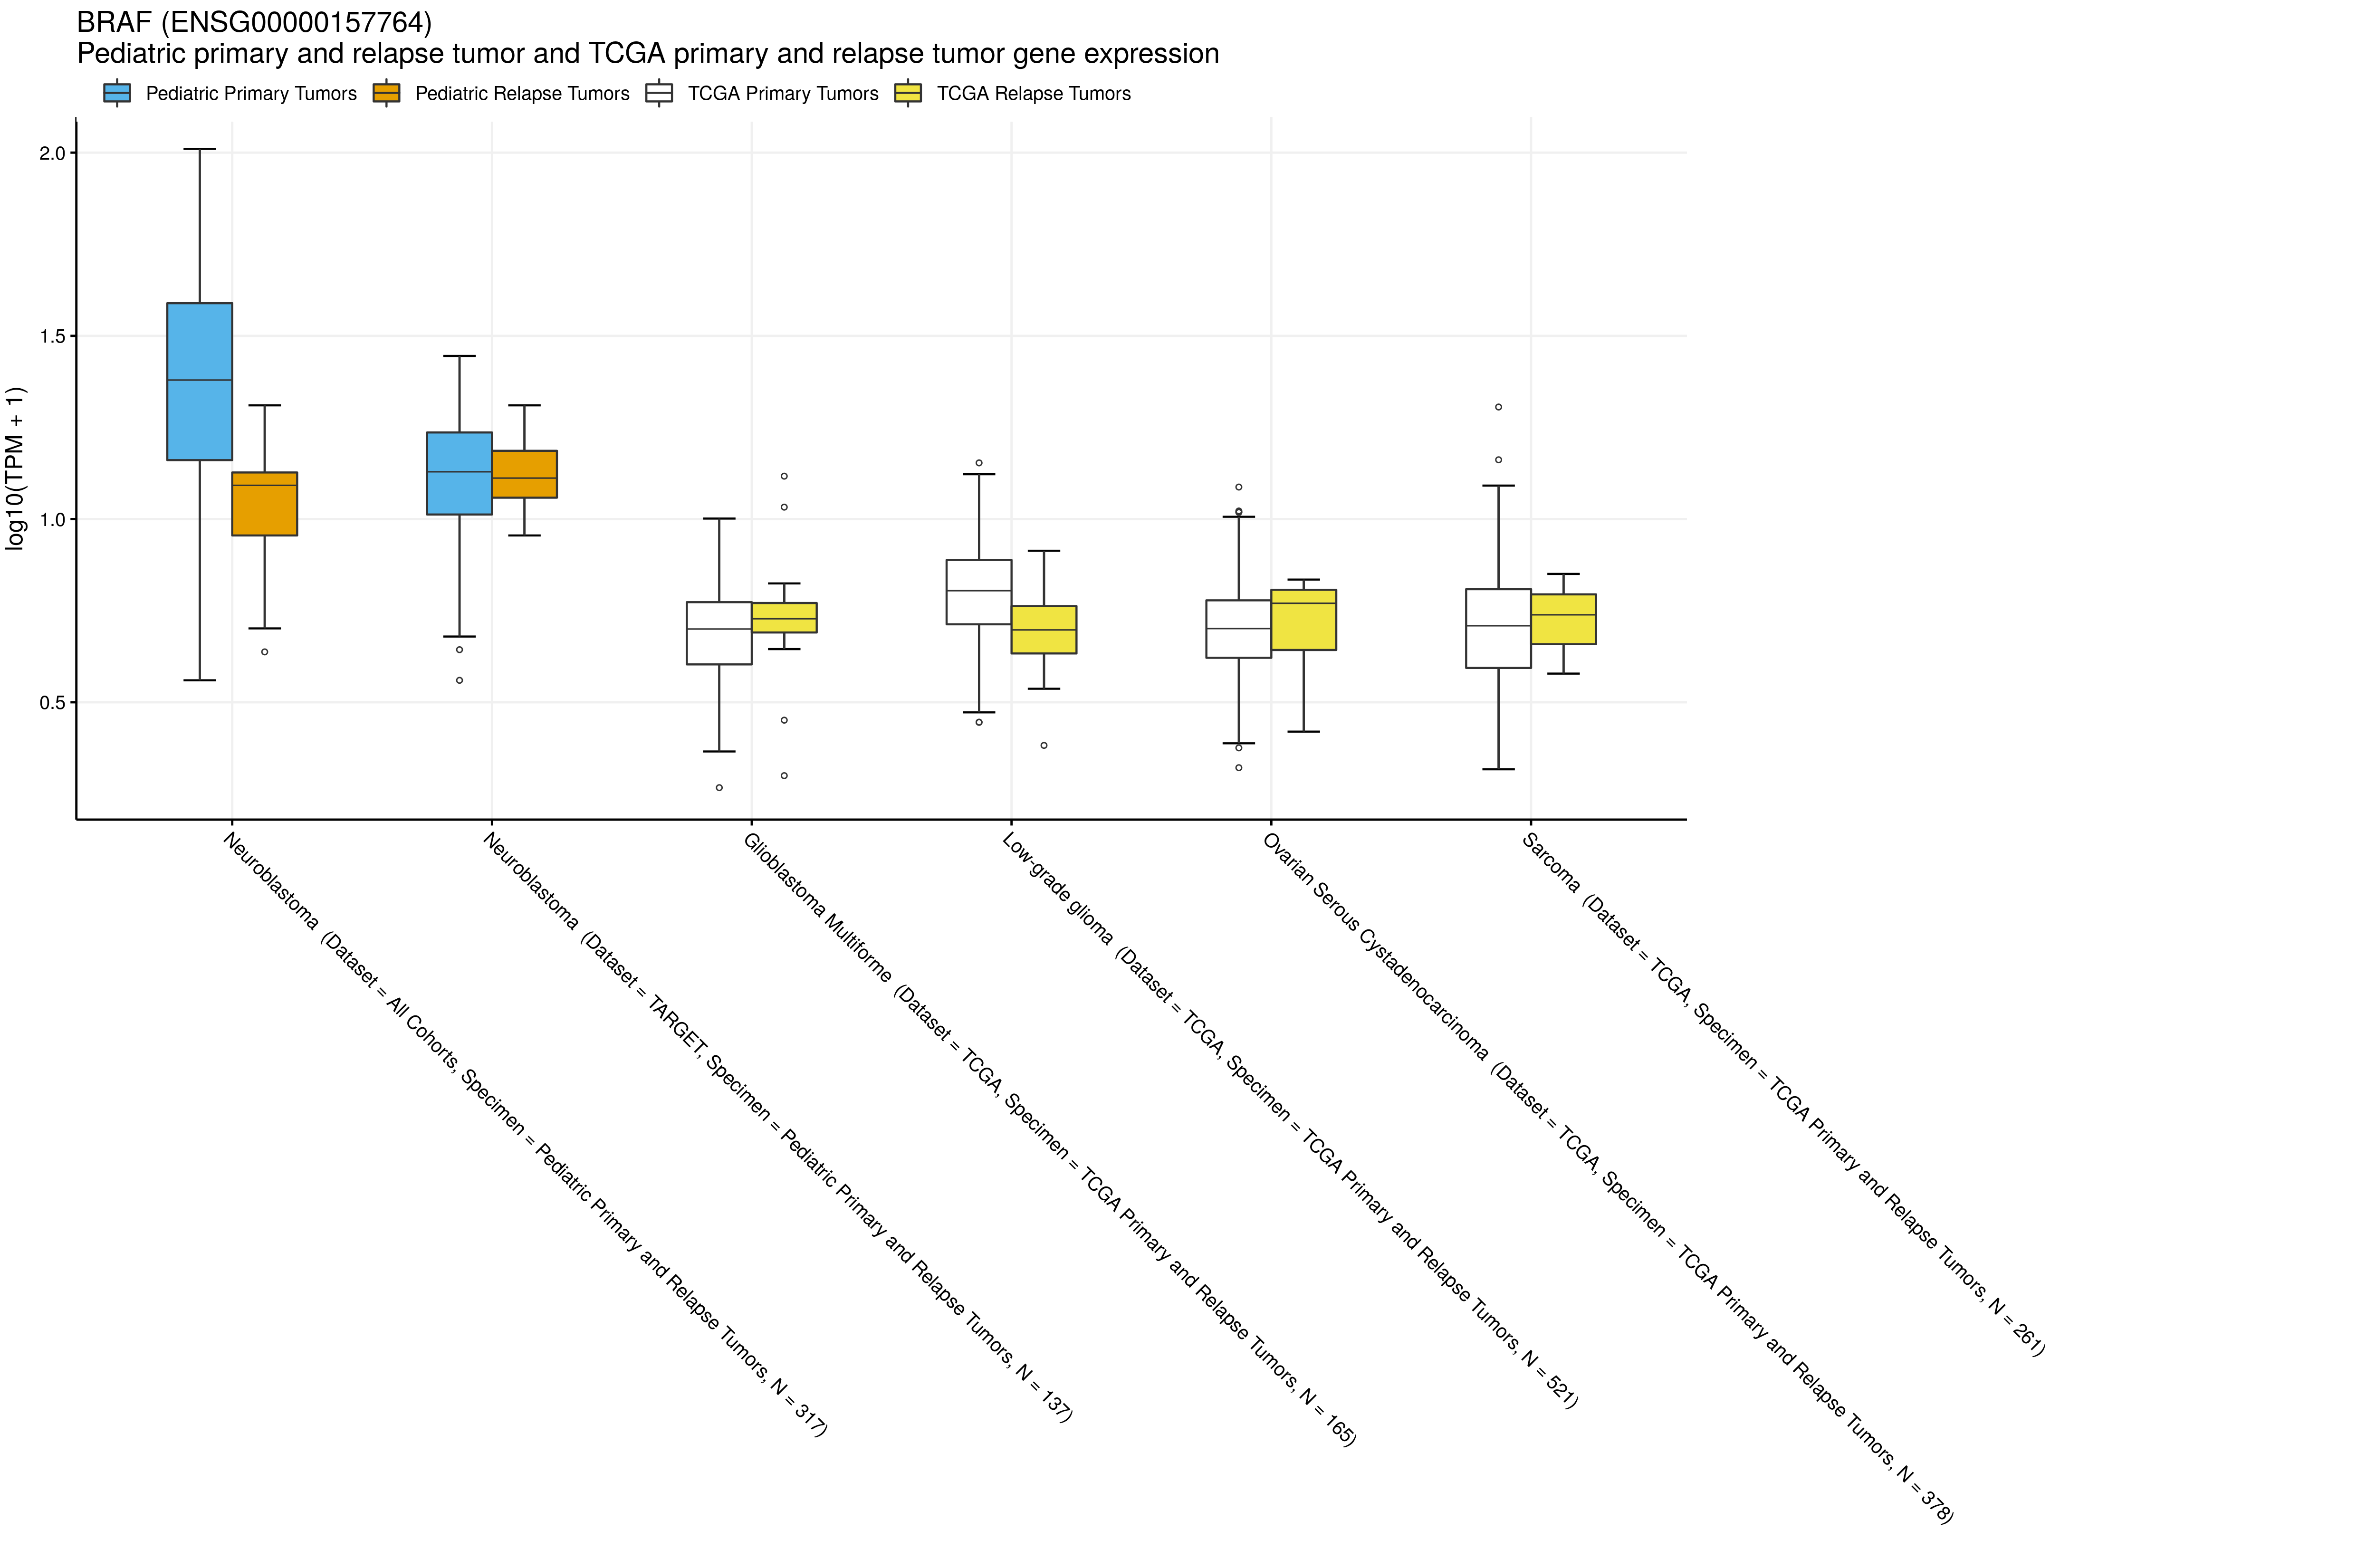 BRAF (ENSG00000157764)
Pediatric primary and relapse tumor and TCGA primary and relapse tumor gene expression
Pediatric Primary Tumors
Pediatric Relapse Tumors
TCGA Primary Tumors
TCGA Relapse Tumors
log10(TPM + 1)
2.0
1.5
1.0
0.5
Neuroblastoma (Dataset = All Cohorts, Specimen = Pediatric Primary and Relapse Tumors, N = 317)
Neuroblastoma (Dataset = TARGET, Specimen = Pediatric Primary and Relapse Tumors, N = 137)
Glioblastoma Multiforme (Dataset = TCGA, Specimen = TCGA Primary and Relapse Tumors, N = 165)
Low-grade glioma (Dataset = TCGA, Specimen = TCGA Primary and Relapse Tumors, N = 521)
Ovarian Serous Cystadenocarcinoma (Dataset = TCGA, Specimen = TCGA Primary and Relapse Tumors, N = 378)
Sarcoma (Dataset = TCGA, Specimen = TCGA Primary and Relapse Tumors, N = 261)